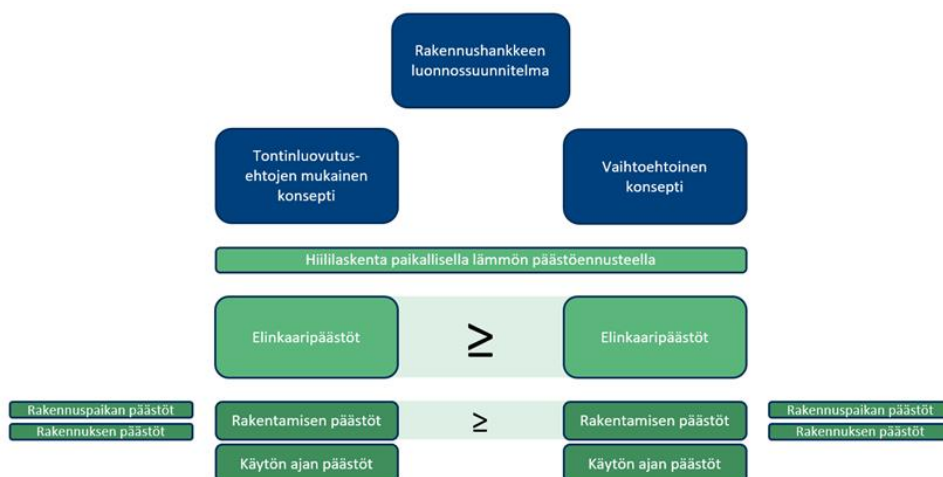 Rakennushankkeen
luonnossuunnitelma
Tontinluovutus-
ehtojen mukainen
konsepti
Vaihtoehtoinen
konsepti
Hiililaskenta paikallisella lämmön päästöennusteella
Elinkaaripäästöt
≥
Elinkaaripäästöt
Rakennuspaikan päästöt
Rakennuksen päästöt
Rakentamisen päästöt
≥
Rakentamisen päästöt
Rakennuspaikan päästöt
Rakennuksen päästöt
Käytön ajan päästöt
Käytön ajan päästöt